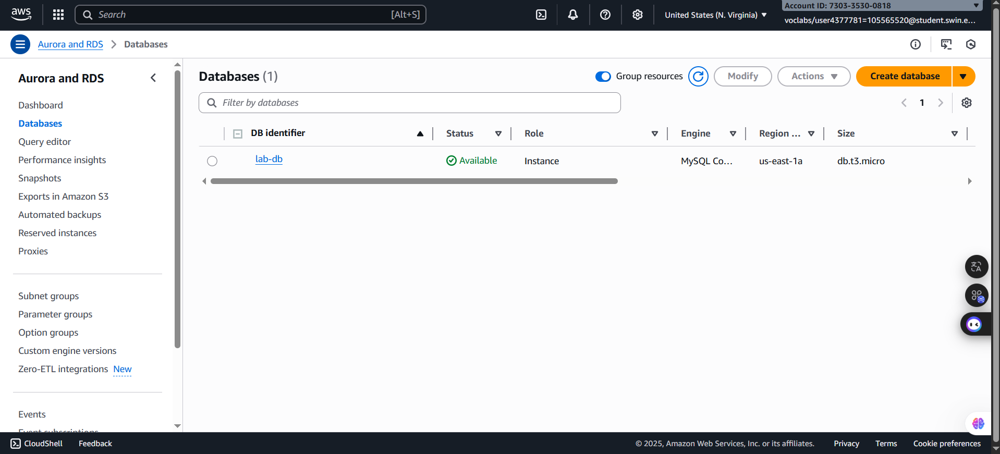 aws
Search
[Alt+S]
United States (N. Virginia)
Account ID: 7303-3530-0818
voclabs/user4377781=105565520@student.swin.e...
Aurora and RDS
Databases
Aurora and RDS
Dashboard
Databases
Query editor
Performance insights
Snapshots
Exports in Amazon S3
Automated backups
Reserved instances
Proxies
Subnet groups
Parameter groups
Option groups
Custom engine versions
Zero-ETL integrations New
Events
Event subscriptions
Databases (1)
Group resources
Modify
Actions
Create database
Filter by databases
1
DB identifier
Status
Role
Engine
Region ...
Size
lab-db
Available
Instance
MySQL Co...
us-east-1a
db.t3.micro
CloudShell
Feedback
© 2025, Amazon Web Services, Inc. or its affiliates.
Privacy
Terms
Cookie preferences